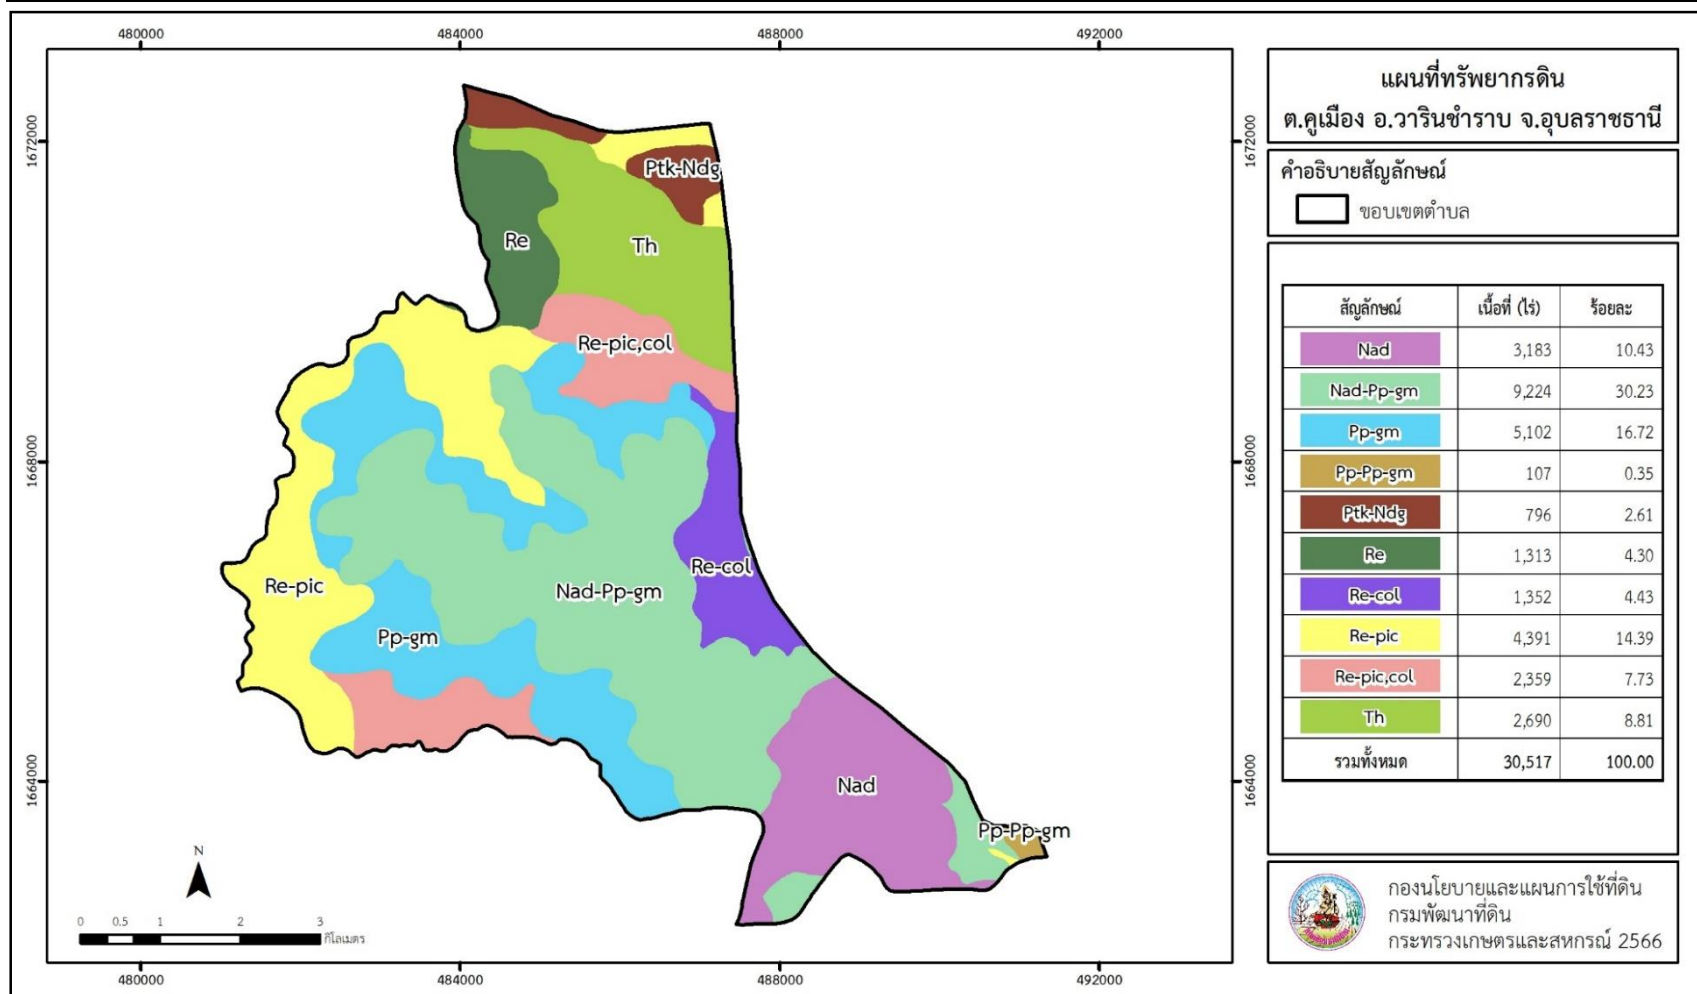 480000
484000
488000
492000
1672000
1672000
1668000
1668000
1664000
1664000
Ptk-Ndg
Re
Th
Re-pic,col
Re-col
Re-pic
Nad-Pp-gm
Pp-gm
Nad
Pp-Pp-gm
N
0 0.5 1 2 3
กิโลเมตร
480000
484000
488000
492000
แผนที่ทรัพยากรดิน
ต.คูเมือง อ.วารินชำราบ จ.อุบลราชธานี
คำอธิบายสัญลักษณ์
ขอบเขตตำบล
สัญลักษณ์ เนื้อที่ (ไร่) ร้อยละ
Nad 3,183 10.43
Nad-Pp-gm 9,224 30.23
Pp-gm 5,102 16.72
Pp-Pp-gm 107 0.35
Ptk-Ndg 796 2.61
Re 1,313 4.30
Re-col 1,352 4.43
Re-pic 4,391 14.39
Re-pic,col 2,359 7.73
Th 2,690 8.81
รวมทั้งหมด 30,517 100.00
กองนโยบายและแผนการใช้ที่ดิน
กรมพัฒนาที่ดิน
กระทรวงเกษตรและสหกรณ์ 2566